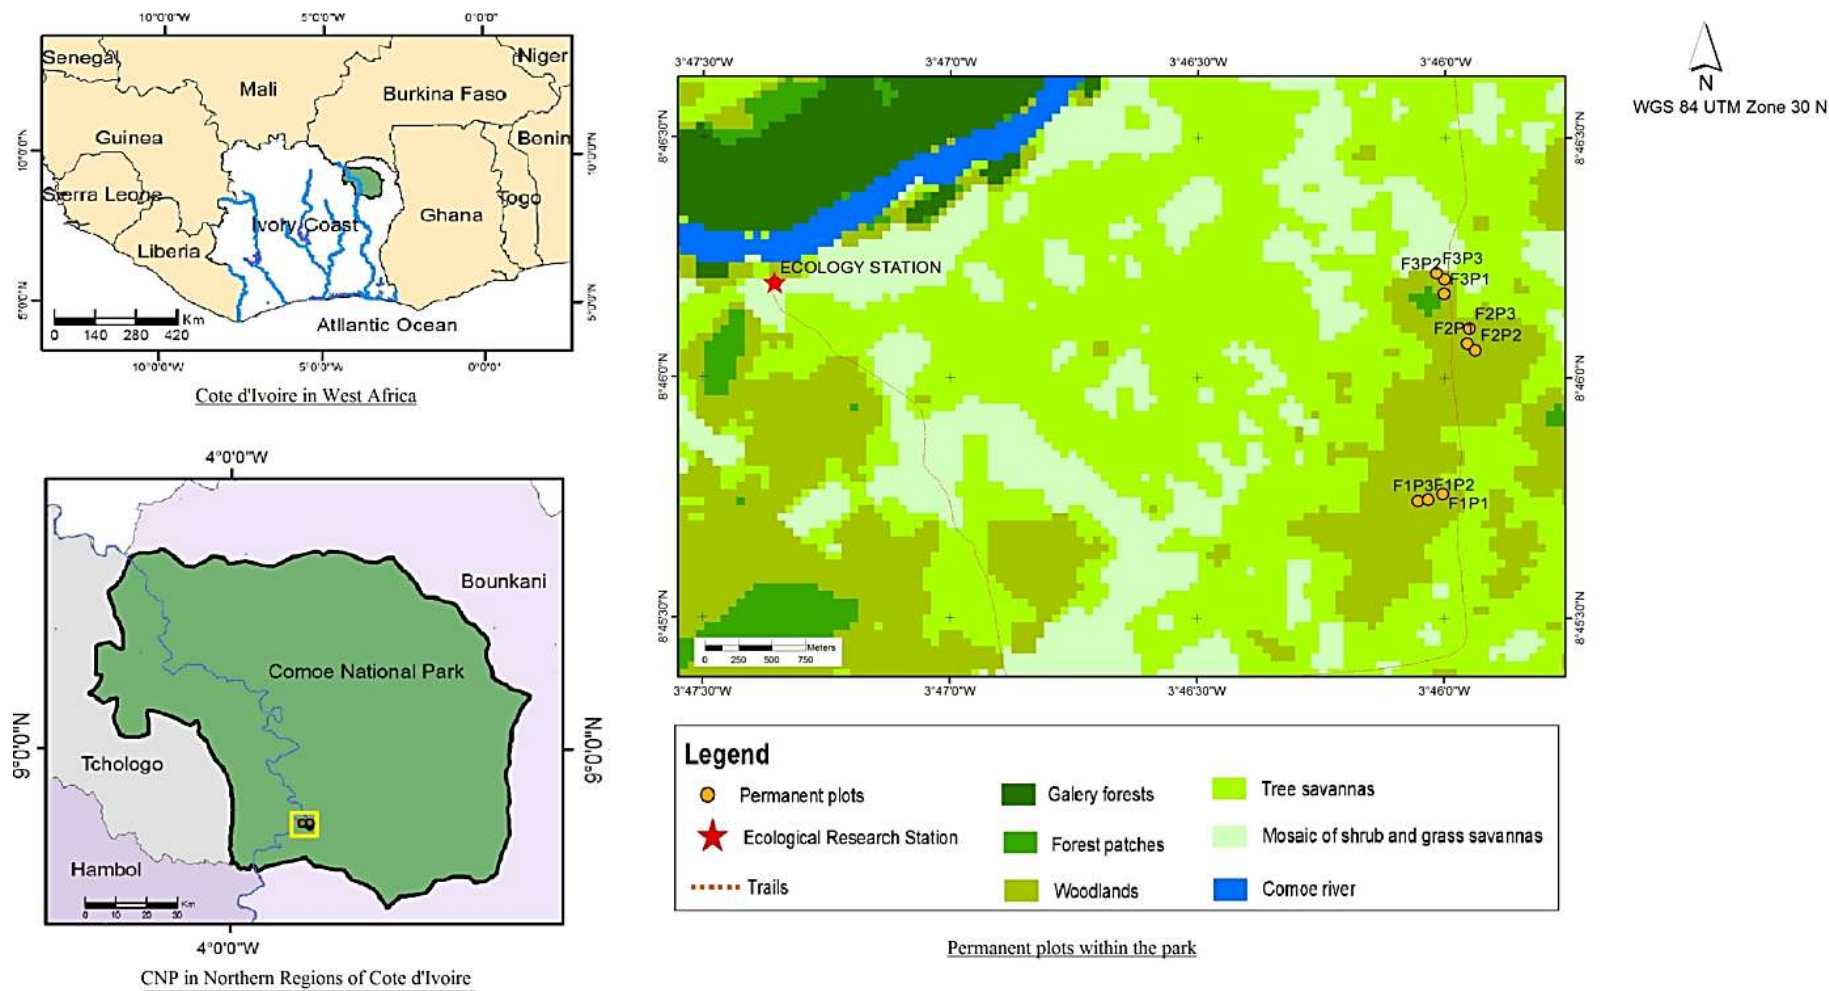 10°0'0"W 5°0'0"W 0°0'0"
Senegal
Niger
Mali
Burkina Faso
Guinea
Benin
10°0'0"N
10°0'0"N
Sierra Leone
Togo
Ivory Coast
Ghana
Liberia
5°0'0"N
5°0'0"N
Atllantic Ocean
Km
0 140 280 420
10°0'0"W 5°0'0"W 0°0'0"
Cote d'Ivoire in West Africa
4°0'0"W
Bounkani
Comoe National Park
9°0'0"N
9°0'0"N
Tchologo
Hambol
Km
0 10 20 30
4°0'0"W
CNP in Northern Regions of Cote d'Ivoire
3°47'30"W 3°47'0"W 3°46'30"W 3°46'0"W
8°46'30"N
8°46'30"N
ECOLOGY STATION
F3P2
F3P3
F3P1
F2P3
F2P1
F2P2
8°46'0"N
8°46'0"N
F1P3
F1P2
F1P1
8°45'30"N
8°45'30"N
Meters
0 250 500 750
3°47'30"W 3°47'0"W 3°46'30"W 3°46'0"W
N
WGS 84 UTM Zone 30 N
Legend
Permanent plots
Ecological Research Station
Trails
Galery forests
Forest patches
Woodlands
Tree savannas
Mosaic of shrub and grass savannas
Comoe river
Permanent plots within the park